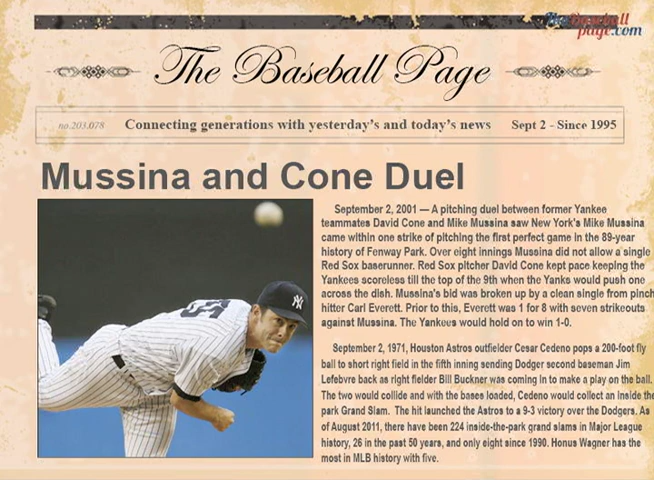 TheBaseball
page.com
The Baseball Page
no.203.078 Connecting generations with yesterday's and today's news Sept 2 - Since 1995
Mussina and Cone Duel
September 2, 2001 — A pitching duel between former Yankee
teammates David Cone and Mike Mussina saw New York's Mike Mussina
came within one strike of pitching the first perfect game in the 89-year
history of Fenway Park. Over eight innings Mussina did not allow a single
Red Sox baserunner. Red Sox pitcher David Cone kept pace keeping the
Yankees scoreless till the top of the 9th when the Yanks would push one
across the dish. Mussina's bid was broken up by a clean single from pinch
hitter Carl Everett. Prior to this, Everett was 1 for 8 with seven strikeouts
against Mussina. The Yankees would hold on to win 1-0.
September 2, 1971, Houston Astros outfielder Cesar Cedeno pops a 200-foot fly
ball to short right field in the fifth inning sending Dodger second baseman Jim
Lefebvre back as right fielder Bill Buckner was coming in to make a play on the ball.
The two would collide and with the bases loaded, Cedeno would collect an Inside the
park Grand Slam. The hit launched the Astros to a 9-3 victory over the Dodgers. As
of August 2011, there have been 224 inside-the-park grand slams in Major League
history, 26 in the past 50 years, and only eight since 1990. Honus Wagner has the
most in MLB history with five.